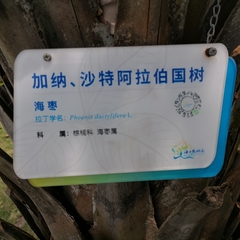 加纳、沙特阿拉伯国树
海枣
拉丁学名： Phoenix dactylifera L.
科　属： 棕榈科 海枣属